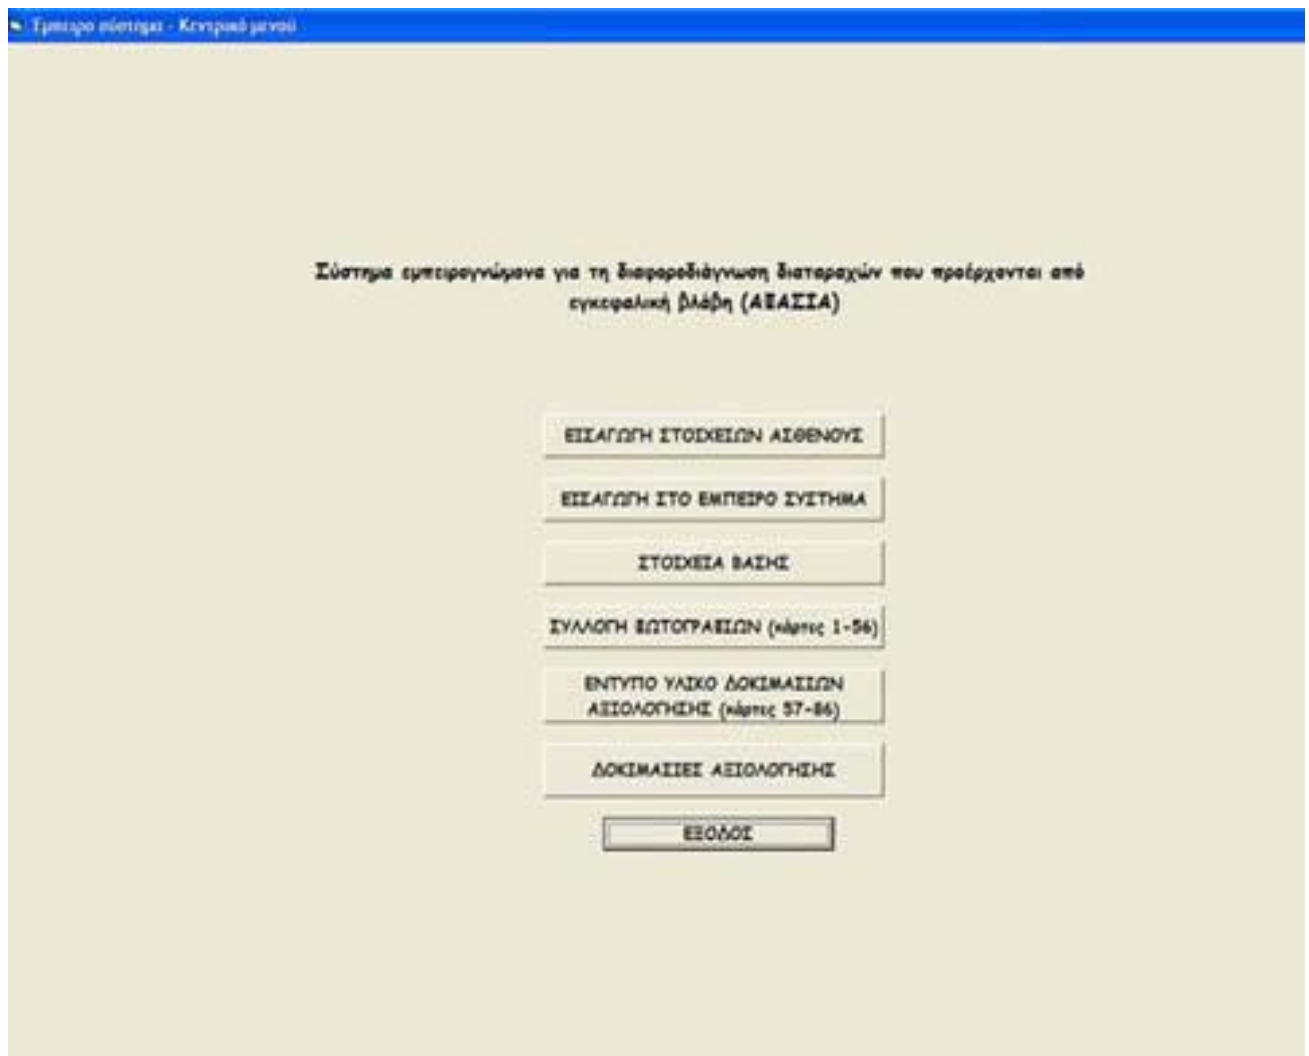 Έμπειρο σύστημα - Κεντρικό μενού
Σύστημα εμπειρογνώμονα για τη διαφοροδιάγνωση διαταραχών που προέρχονται από
εγκεφαλική βλάβη (ΑΦΑΣΙΑ)
ΕΙΣΑΓΩΓΗ ΣΤΟΙΧΕΙΩΝ ΑΣΘΕΝΟΥΣ
ΕΙΣΑΓΩΓΗ ΣΤΟ ΕΜΠΕΙΡΟ ΣΥΣΤΗΜΑ
ΣΤΟΙΧΕΙΑ ΒΑΣΗΣ
ΣΥΛΛΟΓΗ ΦΩΤΟΓΡΑΦΙΩΝ (κάρτες 1-56)
ΕΝΤΥΠΟ ΥΛΙΚΟ ΔΟΚΙΜΑΣΙΩΝ
ΑΞΙΟΛΟΓΗΣΗΣ (κάρτες 57-86)
ΔΟΚΙΜΑΣΙΕΣ ΑΞΙΟΛΟΓΗΣΗΣ
ΕΞΟΔΟΣ